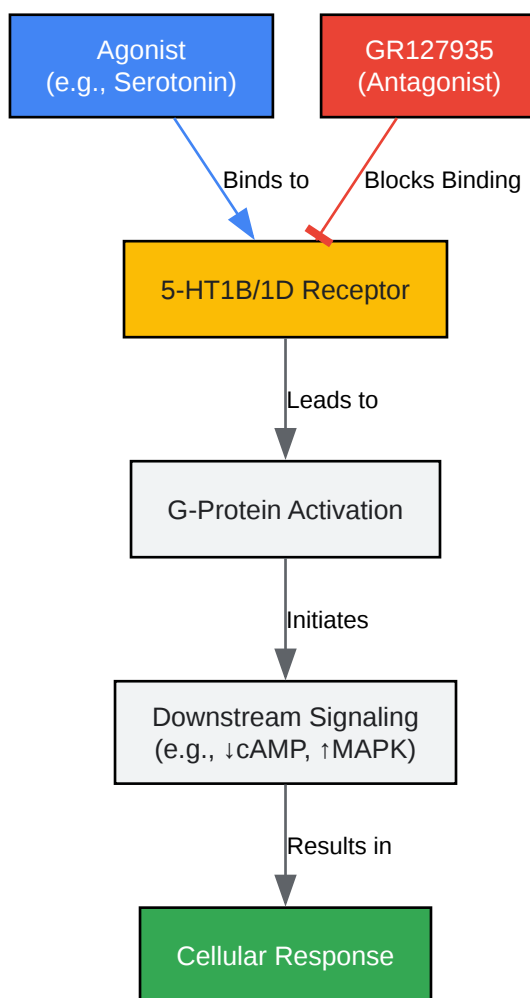 Agonist
(e.g., Serotonin)
GR127935
(Antagonist)
Binds to
Blocks Binding
5-HT1B/1D Receptor
Leads to
G-Protein Activation
Initiates
Downstream Signaling
(e.g., ↓cAMP, ↑MAPK)
Results in
Cellular Response